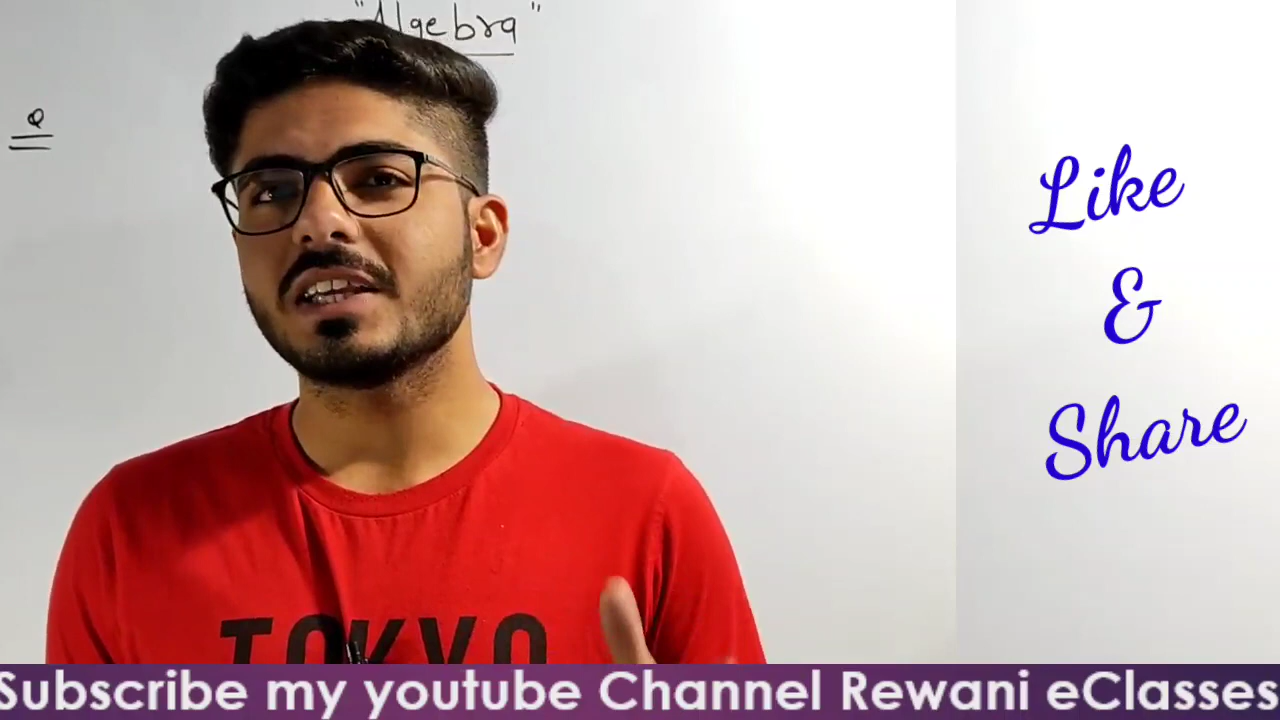 "Algebra"
Q
Like
&
Share
TOKYO
Subscribe my youtube Channel Rewani eClasses